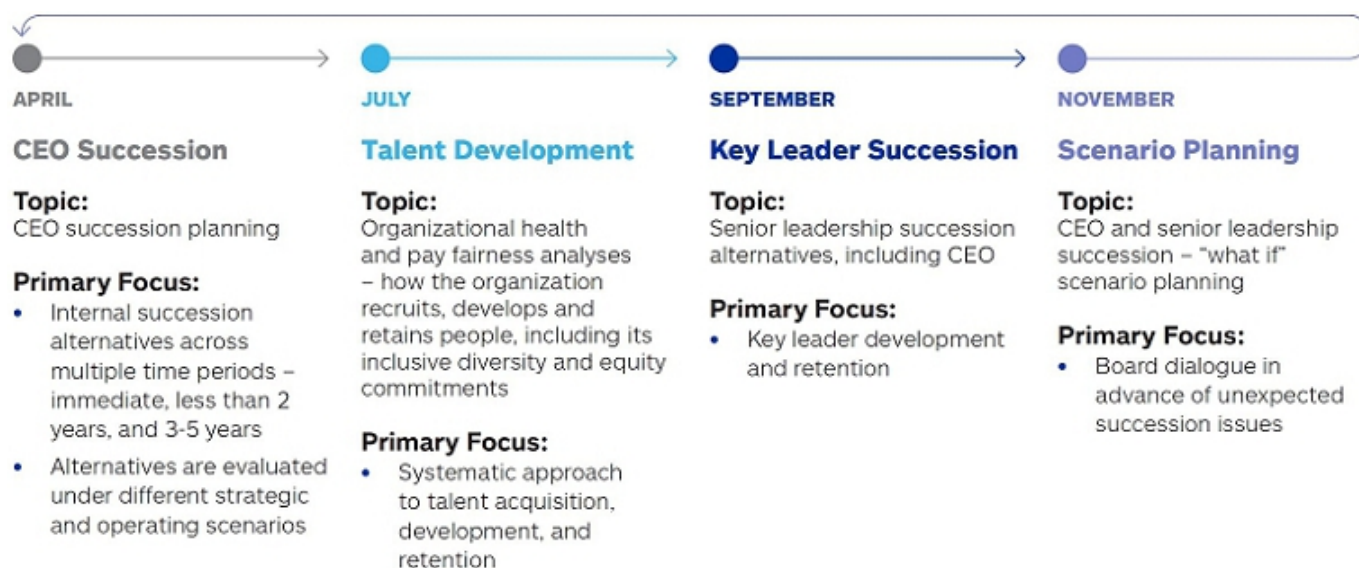 APRIL
CEO Succession
Topic:
CEO succession planning
Primary Focus:
• Internal succession
alternatives across
multiple time periods –
immediate, less than 2
years, and 3-5 years
• Alternatives are evaluated
under different strategic
and operating scenarios
JULY
Talent Development
Topic:
Organizational health
and pay fairness analyses
– how the organization
recruits, develops and
retains people, including its
inclusive diversity and equity
commitments
Primary Focus:
• Systematic approach
to talent acquisition,
development, and
retention
SEPTEMBER
Key Leader Succession
Topic:
Senior leadership succession
alternatives, including CEO
Primary Focus:
• Key leader development
and retention
NOVEMBER
Scenario Planning
Topic:
CEO and senior leadership
succession – “what if”
scenario planning
Primary Focus:
• Board dialogue in
advance of unexpected
succession issues